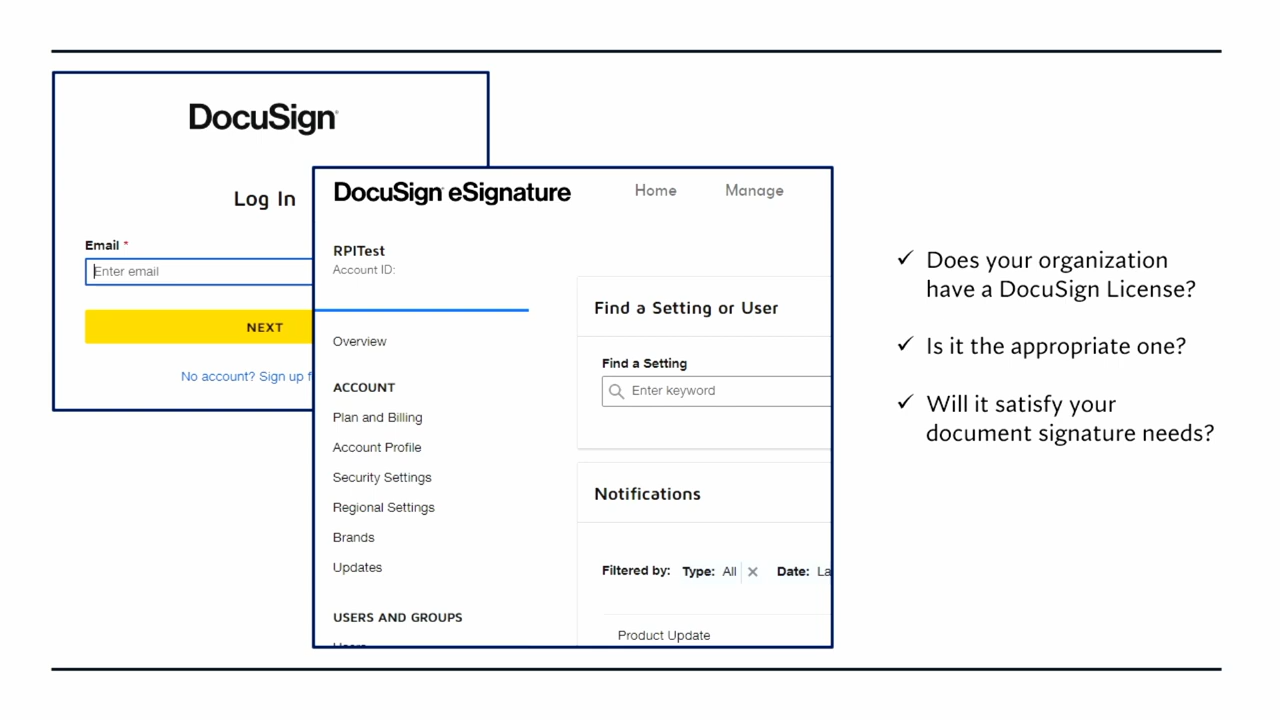 DocuSign
Log In
Email *
Enter email
NEXT
No account? Sign up
DocuSign eSignature
Home
Manage
RPITest
Account ID:
Overview
ACCOUNT
Plan and Billing
Account Profile
Security Settings
Regional Settings
Brands
Updates
USERS AND GROUPS
Find a Setting or User
Find a Setting
Enter keyword
Notifications
Filtered by: Type: All ✕ Date: La
Product Update
✓ Does your organization
have a DocuSign License?
✓ Is it the appropriate one?
✓ Will it satisfy your
document signature needs?